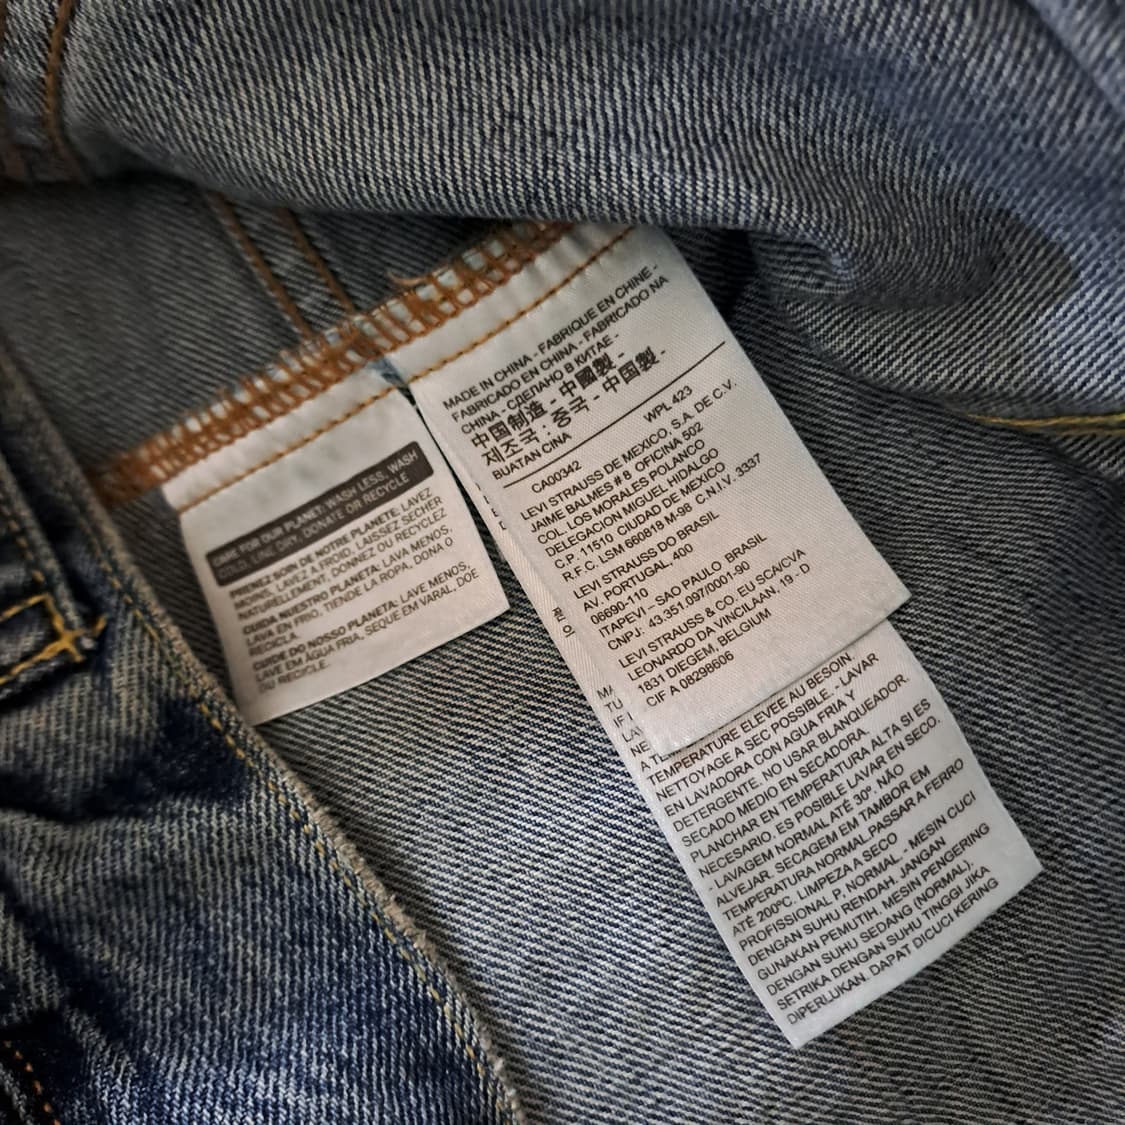 CARE FOR OUR PLANET: WASH LESS, WASH
COLD, LINE DRY, DONATE OR RECYCLE
PRENEZ SOIN DE NOTRE PLANETE: LAVEZ
MOINS, LAVEZ A FROID, LAISSEZ SECHER
NATURELLEMENT, DONNEZ OU RECYCLEZ
CUIDA NUESTRO PLANETA: LAVA MENOS,
LAVA EN FRIO, TIENDE LA ROPA, DONA O
RECICLA.
CUIDE DO NOSSO PLANETA: LAVE MENOS,
LAVE EM AGUA FRIA, SEQUE EM VARAL, DOE
OU RECICLE.
MADE IN CHINA - FABRIQUE EN CHINE -
FABRICADO EN CHINA - FABRICADO NA
CHINA - СДЕЛАНО В КИТАЕ -
中国制造 - 中國製 -
제조국 : 중국 - 中国製 -
BUATAN CINA
CA00342 WPL 423
LEVI STRAUSS DE MEXICO, S.A. DE C.V.
JAIME BALMES # 8 OFICINA 502
COL. LOS MORALES POLANCO
DELEGACION MIGUEL HIDALGO
C.P. 11510 CIUDAD DE MEXICO
R.F.C. LSM 660818 M-98 C.N.I.V. 3337
LEVI STRAUSS DO BRASIL
AV. PORTUGAL, 400
06690-110
ITAPEVI – SAO PAULO BRASIL
CNPJ: 43.351.097/0001-90
LEVI STRAUSS & CO. EU SCA/CVA
LEONARDO DA VINCILAAN, 19 - D
1831 DIEGEM, BELGIUM
CIF A 08298606
TEMPERATURE ELEVEE AU BESOIN.
NETTOYAGE A SEC POSSIBLE. - LAVAR
EN LAVADORA CON AGUA FRIA Y
DETERGENTE. NO USAR BLANQUEADOR.
SECADO MEDIO EN SECADORA.
PLANCHAR EN TEMPERATURA ALTA SI ES
NECESARIO. ES POSIBLE LAVAR EN SECO.
- LAVAGEM NORMAL ATÉ 30º. NÃO
ALVEJAR. SECAGEM EM TAMBOR EM
TEMPERATURA NORMAL.PASSAR A FERRO
ATÉ 200ºC. LIMPEZA A SECO
PROFISSIONAL P, NORMAL. - MESIN CUCI
DENGAN SUHU RENDAH. JANGAN
GUNAKAN PEMUTIH. MESIN PENGERING
DENGAN SUHU SEDANG (NORMAL).
SETRIKA DENGAN SUHU TINGGI JIKA
DIPERLUKAN. DAPAT DICUCI KERING